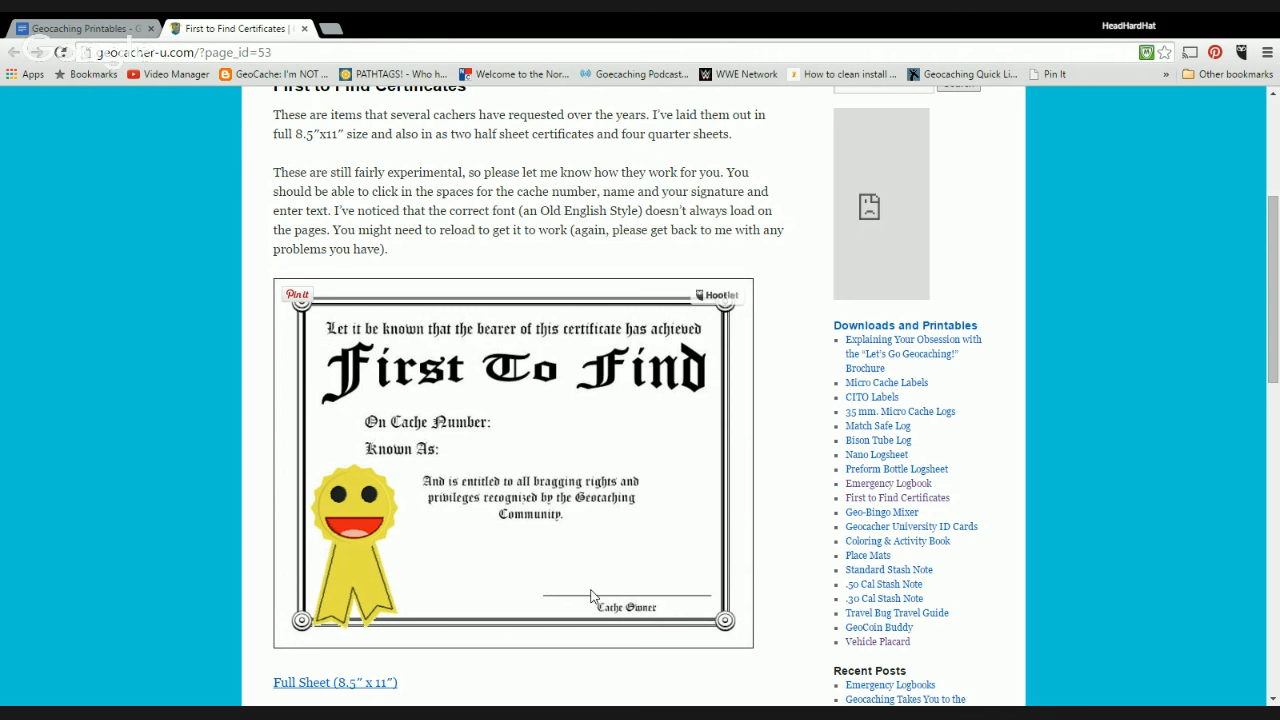 HeadHardHat
Geocaching Printables - G
First to Find Certificates |
geocacher-u.com/?page_id=53
Apps
Bookmarks
Video Manager
GeoCache: I'm NOT ...
PATHTAGS! - Who h...
Welcome to the Nor...
Goecaching Podcast...
WWE Network
How to clean install ...
Geocaching Quick Li...
Pin It
»
Other bookmarks
First to Find Certificates
These are items that several cachers have requested over the years. I've laid them out in
full 8.5"x11" size and also in as two half sheet certificates and four quarter sheets.
These are still fairly experimental, so please let me know how they work for you. You
should be able to click in the spaces for the cache number, name and your signature and
enter text. I've noticed that the correct font (an Old English Style) doesn't always load on
the pages. You might need to reload to get it to work (again, please get back to me with any
problems you have).
Pin it
Hootlet
Let it be known that the bearer of this certificate has achieved
First To Find
On Cache Number:
Known As:
And is entitled to all bragging rights and
privileges recognized by the Geocaching
Community.
Cache Owner
Full Sheet (8.5" x 11")
Search
Downloads and Printables
Explaining Your Obsession with
the "Let's Go Geocaching!"
Brochure
Micro Cache Labels
CITO Labels
35 mm. Micro Cache Logs
Match Safe Log
Bison Tube Log
Nano Logsheet
Preform Bottle Logsheet
Emergency Logbook
First to Find Certificates
Geo-Bingo Mixer
Geocacher University ID Cards
Coloring & Activity Book
Place Mats
Standard Stash Note
.50 Cal Stash Note
.30 Cal Stash Note
Travel Bug Travel Guide
GeoCoin Buddy
Vehicle Placard
Recent Posts
Emergency Logbooks
Geocaching Takes You to the